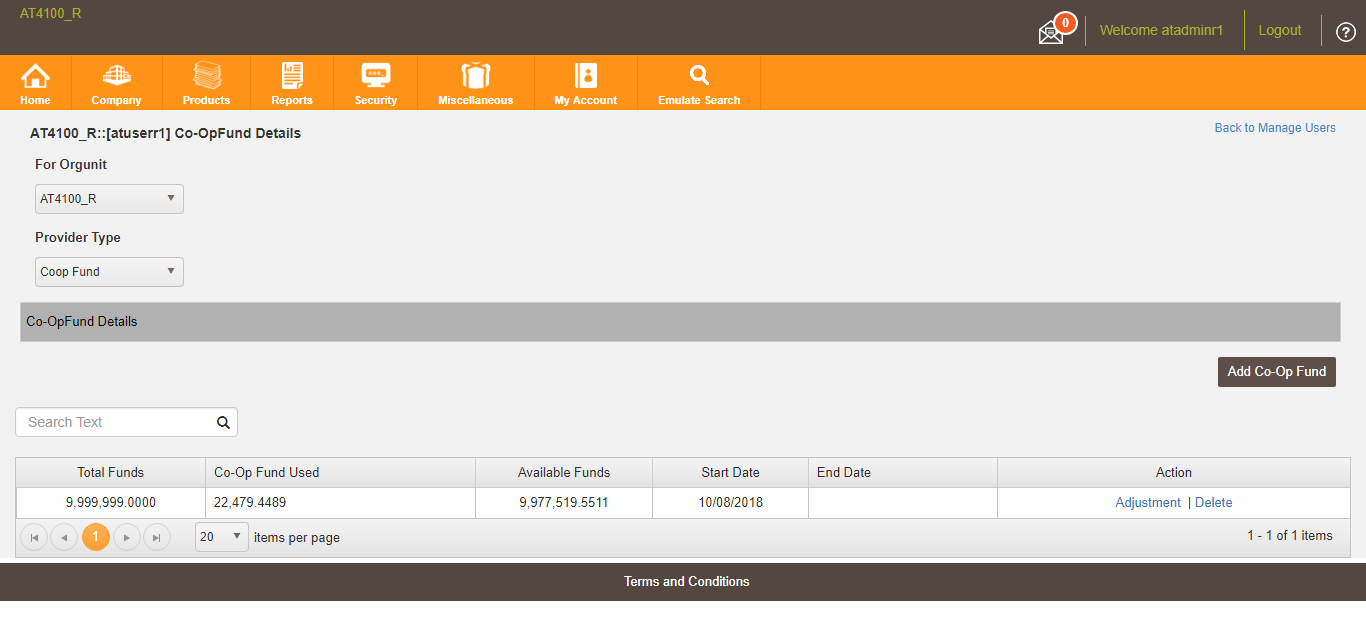 AT4100_R
0
Welcome atadminr1
Logout
?
Home
Company
Products
Reports
Security
Miscellaneous
My Account
Emulate Search
AT4100_R::[atuserr1] Co-OpFund Details
Back to Manage Users
For Orgunit
AT4100_R
Provider Type
Coop Fund
Co-OpFund Details
Add Co-Op Fund
Search Text
Total Funds Co-Op Fund Used Available Funds Start Date End Date Action
9,999,999.0000 22,479.4489 9,977,519.5511 10/08/2018 Adjustment | Delete
1 20 items per page 1 - 1 of 1 items
Terms and Conditions